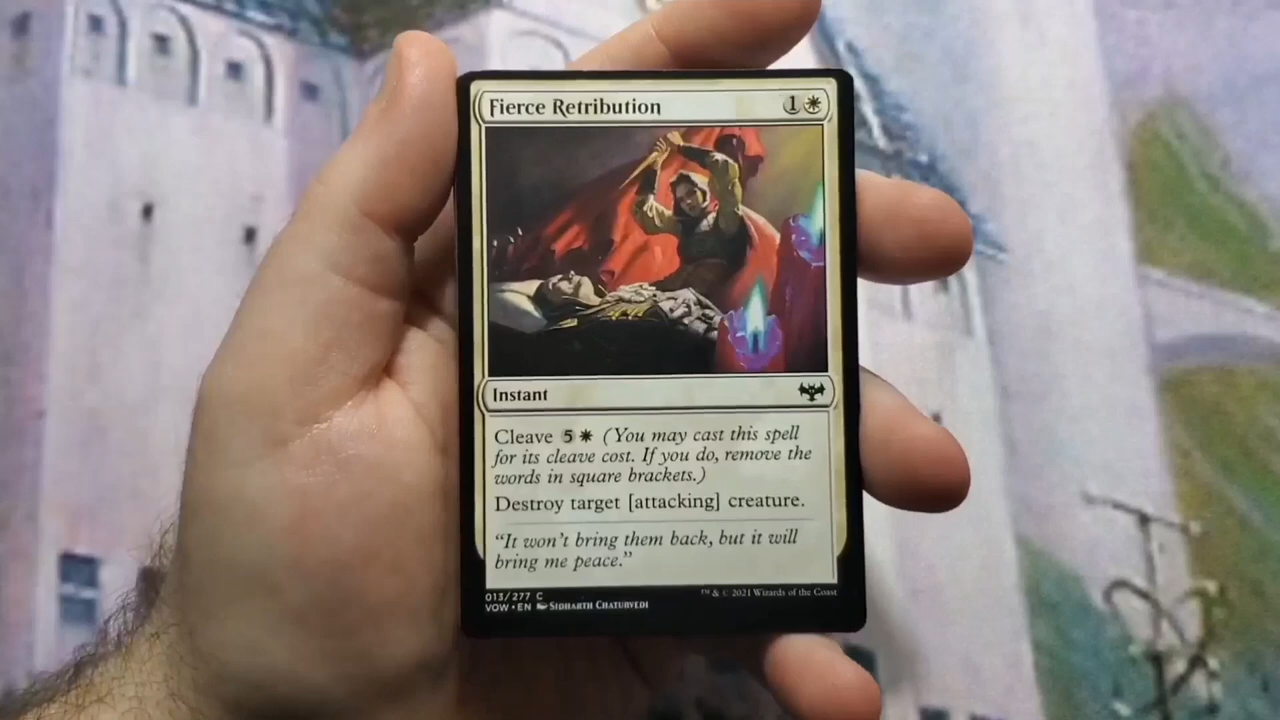 Fierce Retribution 1
Instant
Cleave 5 (You may cast this spell
for its cleave cost. If you do, remove the
words in square brackets.)
Destroy target [attacking] creature.
“It won’t bring them back, but it will
bring me peace.”
013/277 C
™ & © 2021 Wizards of the Coast
VOW • EN Sidharth Chaturvedi